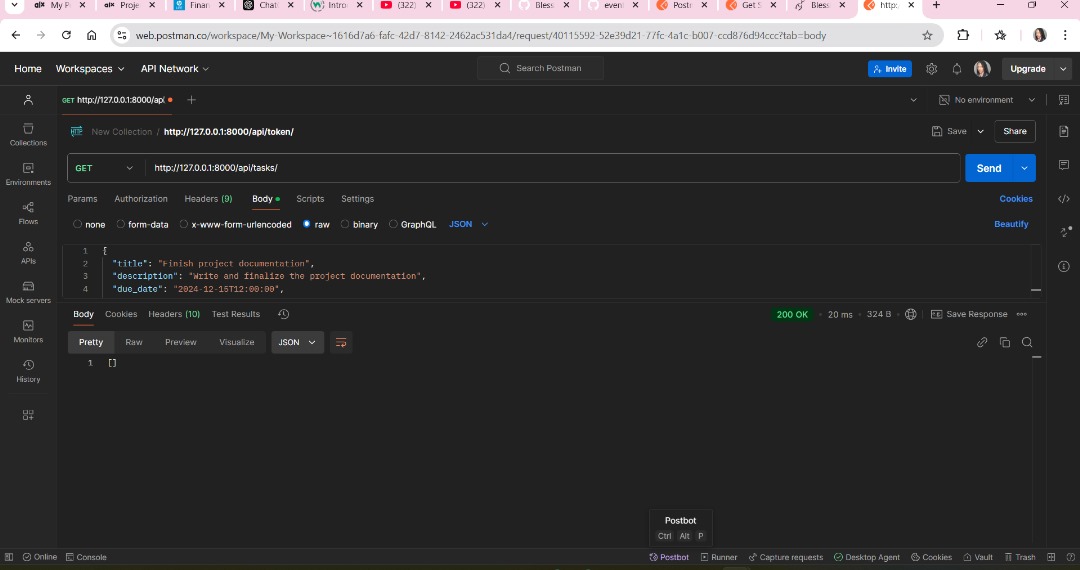 My P
Proje
Finan
Chat
Intro
(322)
(322)
Bless
even
Postr
Get S
Bless
http:
web.postman.co/workspace/My-Workspace~1616d7a6-fafc-42d7-8142-2462ac531da4/request/40115592-52e39d21-77fc-4a1c-b007-ccd876d94ccc?tab=body
Home Workspaces API Network Search Postman Invite Upgrade
GET http://127.0.0.1:8000/api No environment
New Collection / http://127.0.0.1:8000/api/token/ Save Share
Collections
GET http://127.0.0.1:8000/api/tasks/ Send
Environments
Params Authorization Headers (9) Body Scripts Settings Cookies
Flows
none form-data x-www-form-urlencoded raw binary GraphQL JSON Beautify
APIs
1 {
2 "title": "Finish project documentation",
3 "description": "Write and finalize the project documentation",
4 "due_date": "2024-12-15T12:00:00",
Mock servers
Body Cookies Headers (10) Test Results 200 OK 20 ms 324 B Save Response
Monitors
Pretty Raw Preview Visualize JSON
History
1 []
Postbot
Ctrl Alt P
Online Console Postbot Runner Capture requests Desktop Agent Cookies Vault Trash